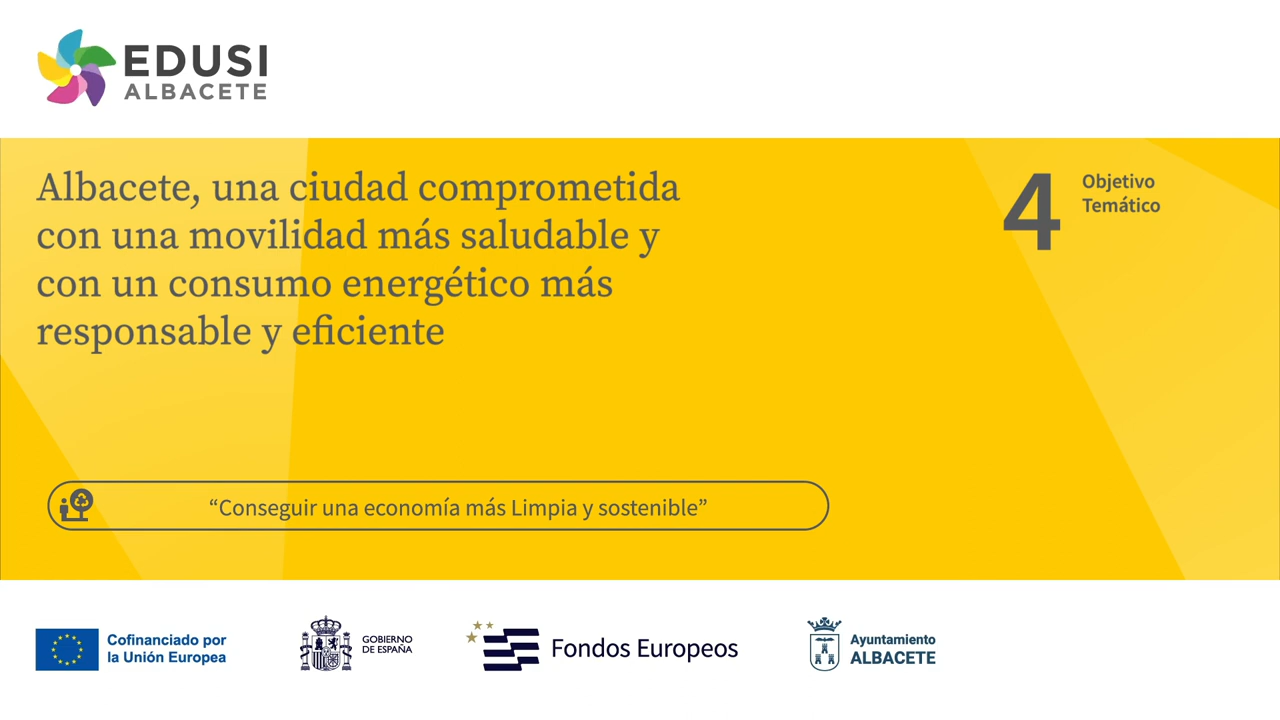 EDUSI
ALBACETE
Albacete, una ciudad comprometida
con una movilidad más saludable y
con un consumo energético más
responsable y eficiente
4
Objetivo
Temático
“Conseguir una economía más Limpia y sostenible”
Cofinanciado por
la Unión Europea
GOBIERNO
DE ESPAÑA
Fondos Europeos
Ayuntamiento
ALBACETE